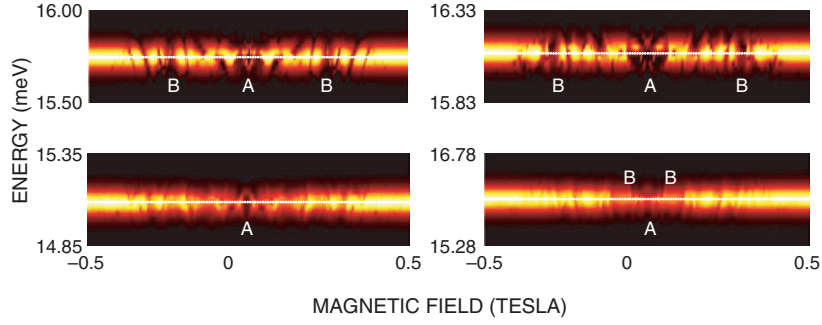 16.00
16.33
ENERGY (meV)
B A B
B A B
15.50
15.83
15.35
16.78
B B
A
A
14.85
15.28
–0.5 0 0.5
–0.5 0 0.5
MAGNETIC FIELD (TESLA)